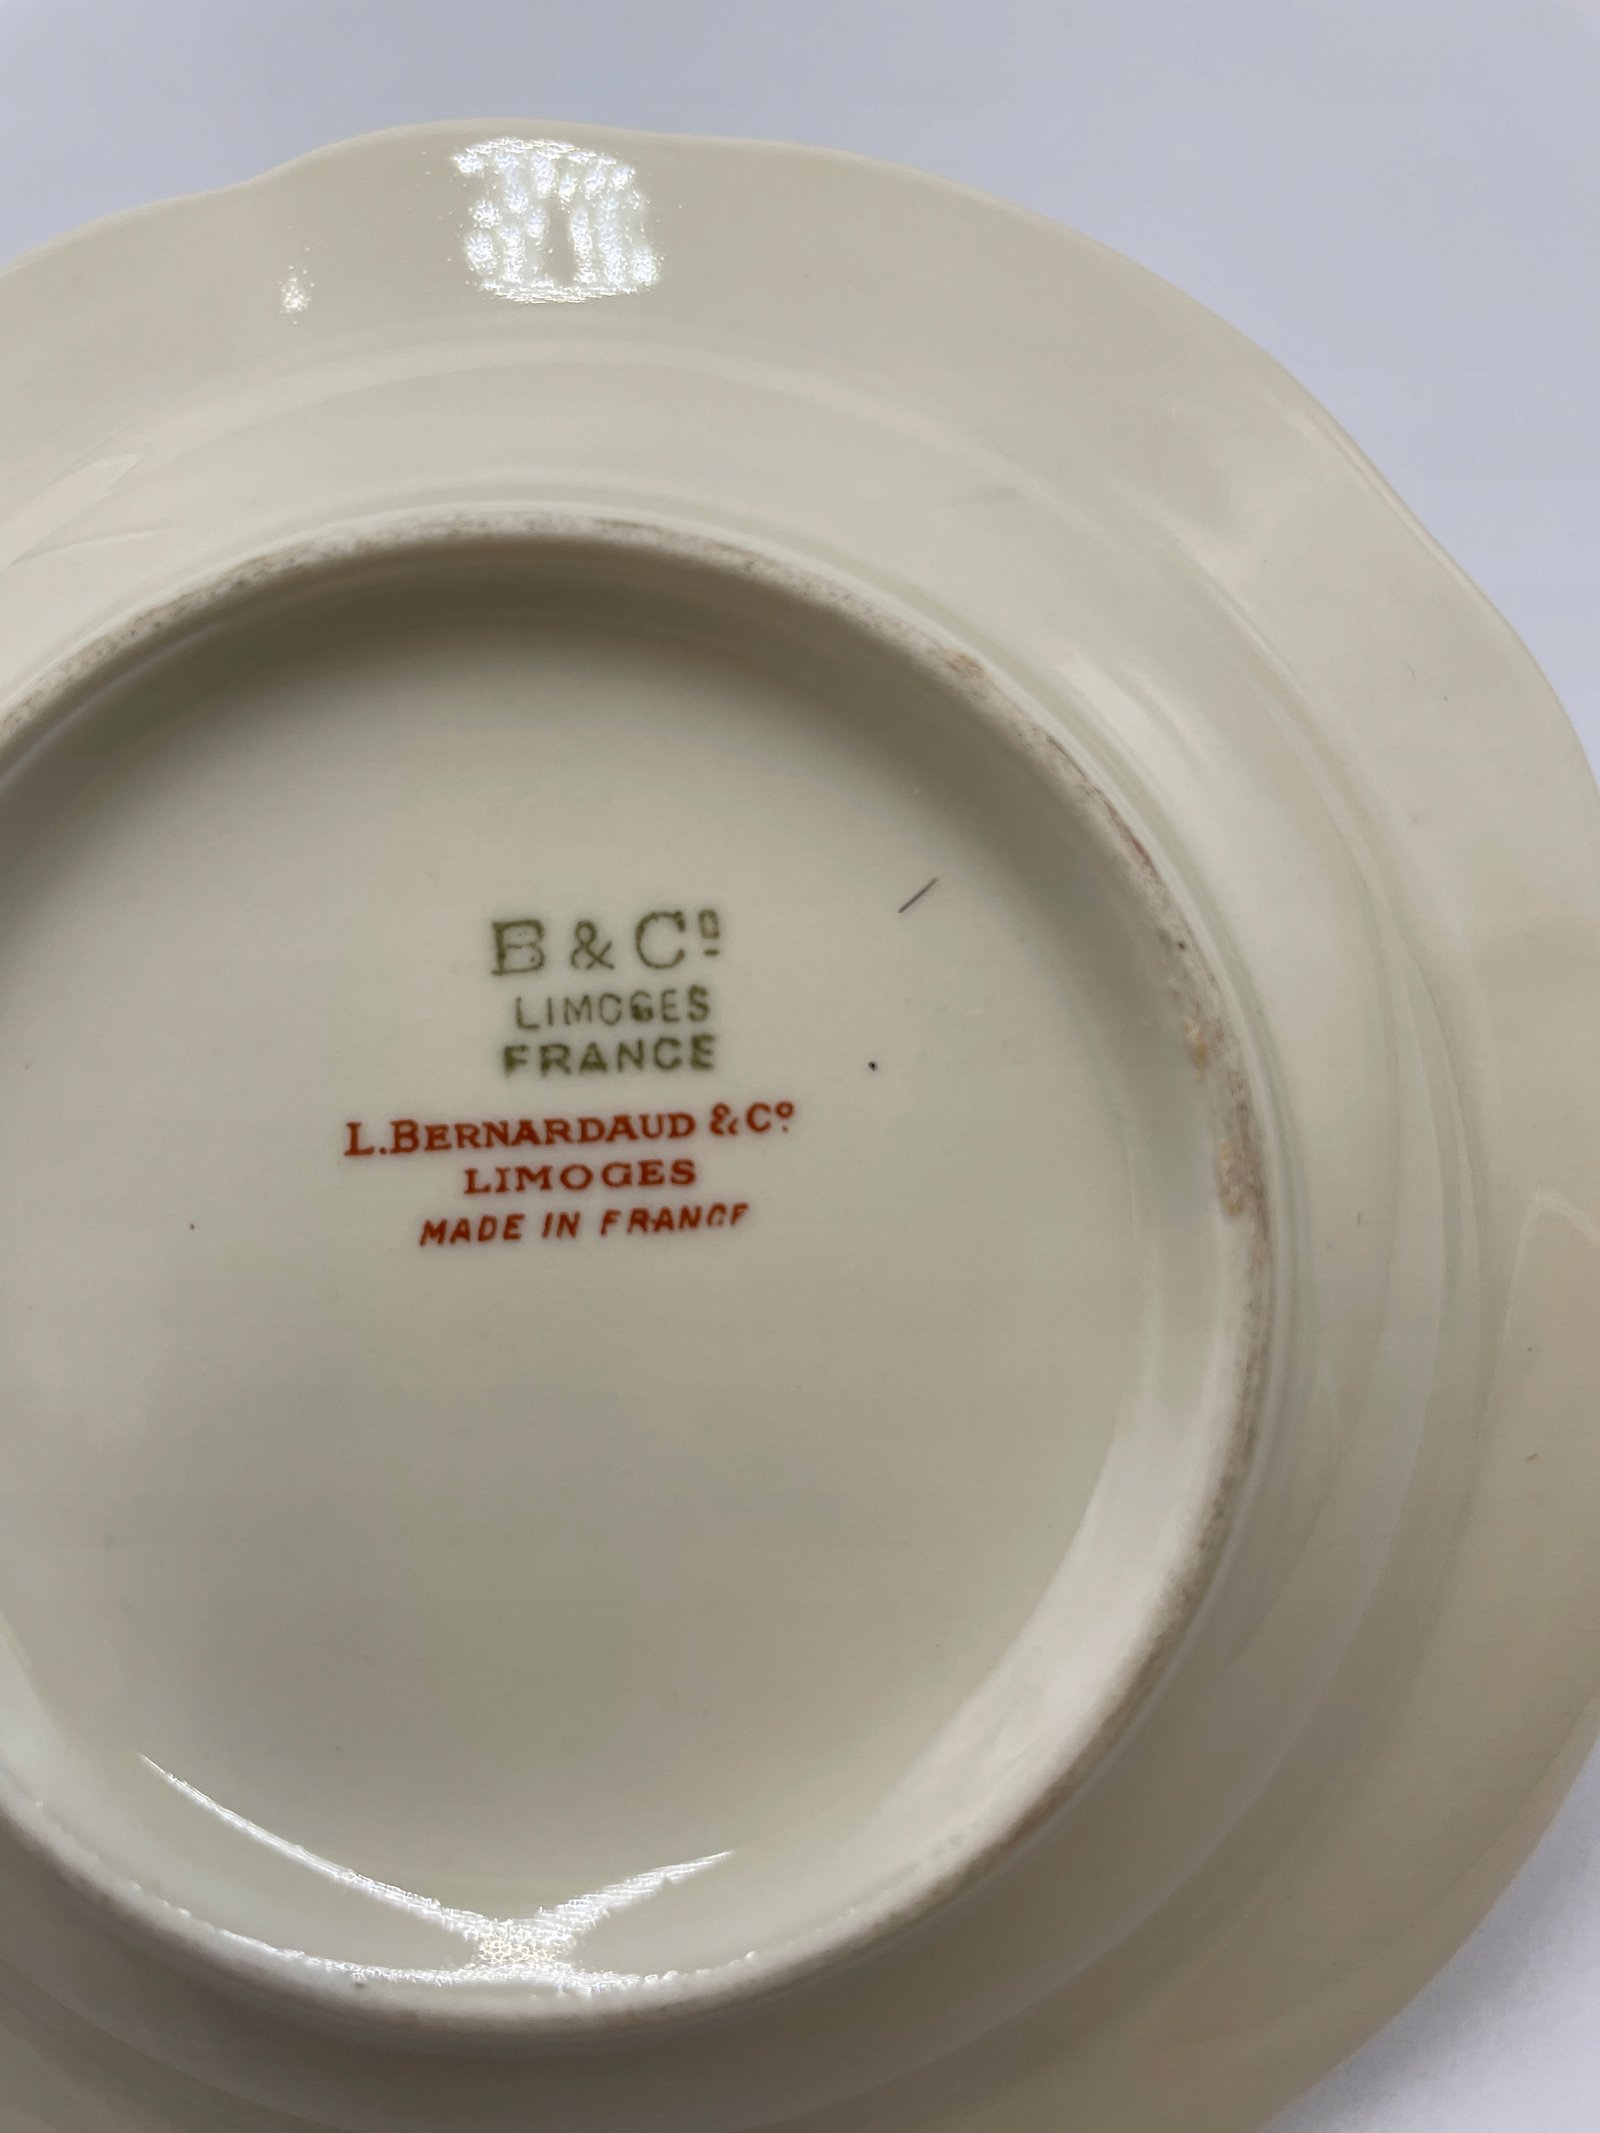 B & Cº
LIMOGES
FRANCE
L. BERNARDAUD & Cº
LIMOGES
MADE IN FRANCE